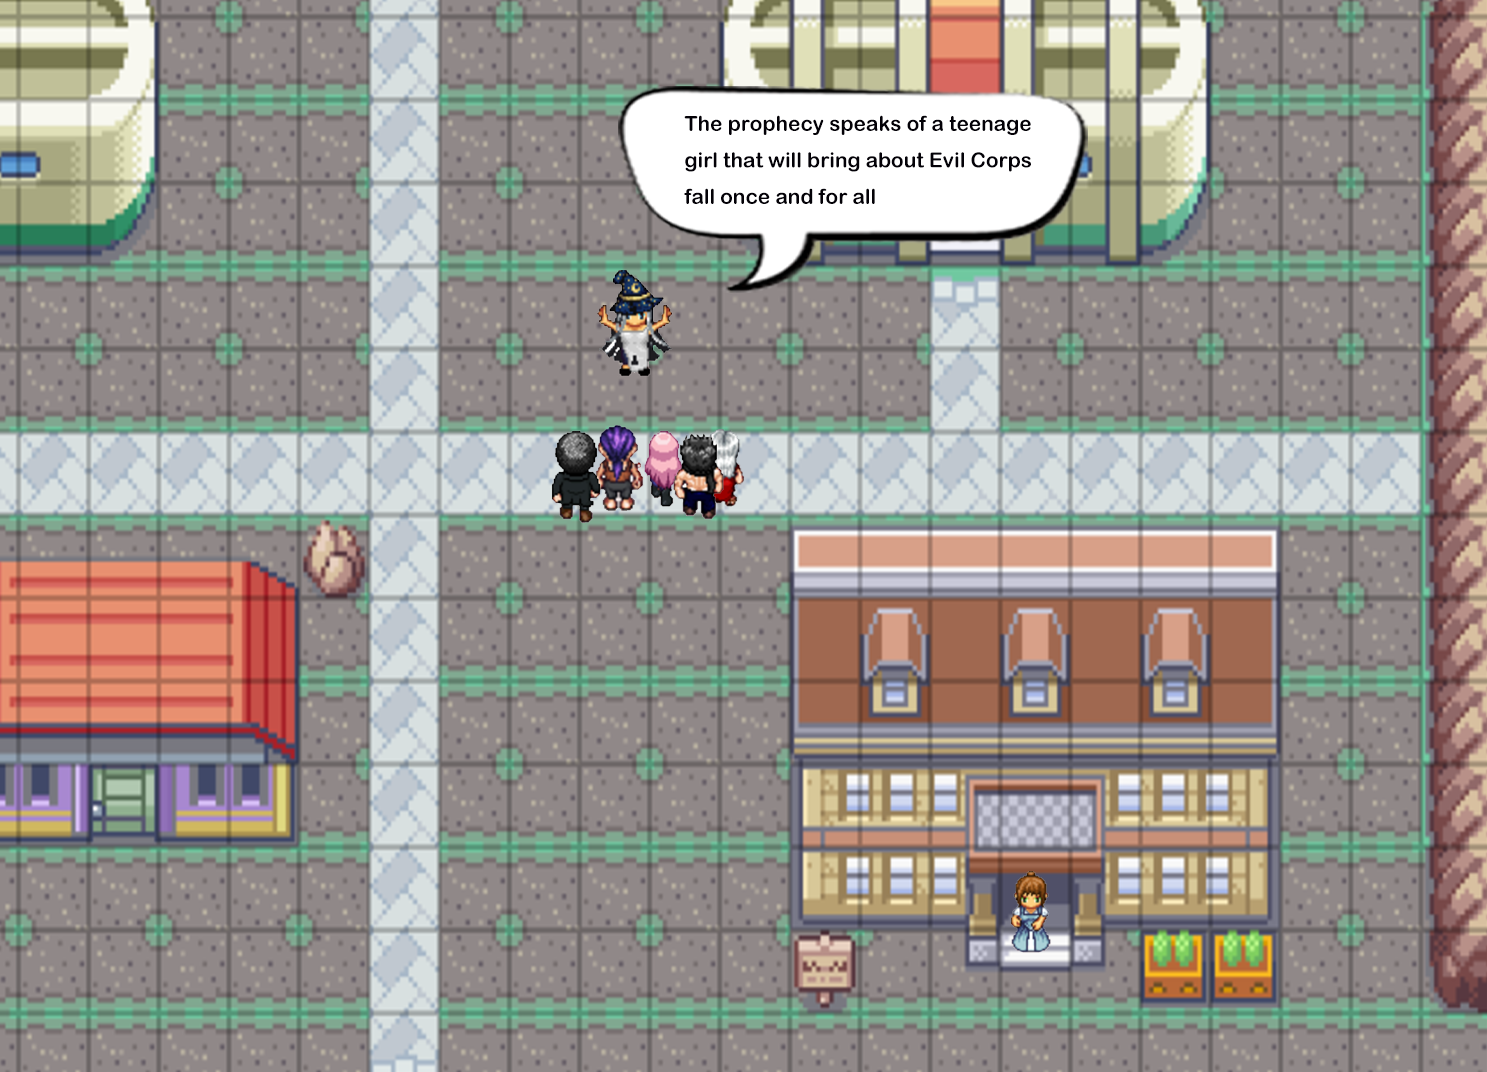 The prophecy speaks of a teenage
girl that will bring about Evil Corps
fall once and for all